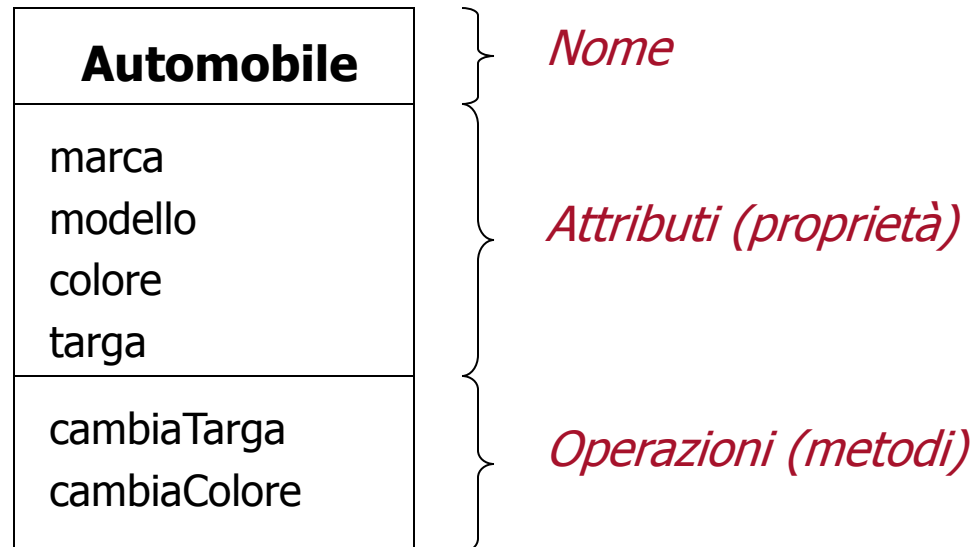 Automobile
Nome
marca
modello
colore
targa
Attributi (proprietà)
cambiaTarga
cambiaColore
Operazioni (metodi)